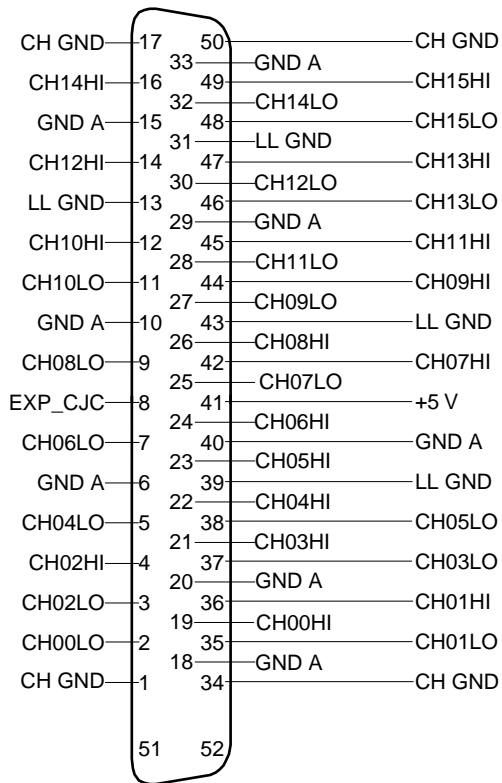 CH GND 17 50 CH GND
33 GND A
CH14HI 16 49 CH15HI
32 CH14LO
GND A 15 48 CH15LO
31 LL GND
CH12HI 14 47 CH13HI
30 CH12LO
LL GND 13 46 CH13LO
29 GND A
CH10HI 12 45 CH11HI
28 CH11LO
CH10LO 11 44 CH09HI
27 CH09LO
GND A 10 43 LL GND
26 CH08HI
CH08LO 9 42 CH07HI
25 CH07LO
EXP_CJC 8 41 +5 V
24 CH06HI
CH06LO 7 40 GND A
23 CH05HI
GND A 6 39 LL GND
22 CH04HI
CH04LO 5 38 CH05LO
21 CH03HI
CH02HI 4 37 CH03LO
20 GND A
CH02LO 3 36 CH01HI
19 CH00HI
CH00LO 2 35 CH01LO
18 GND A
CH GND 1 34 CH GND
51 52